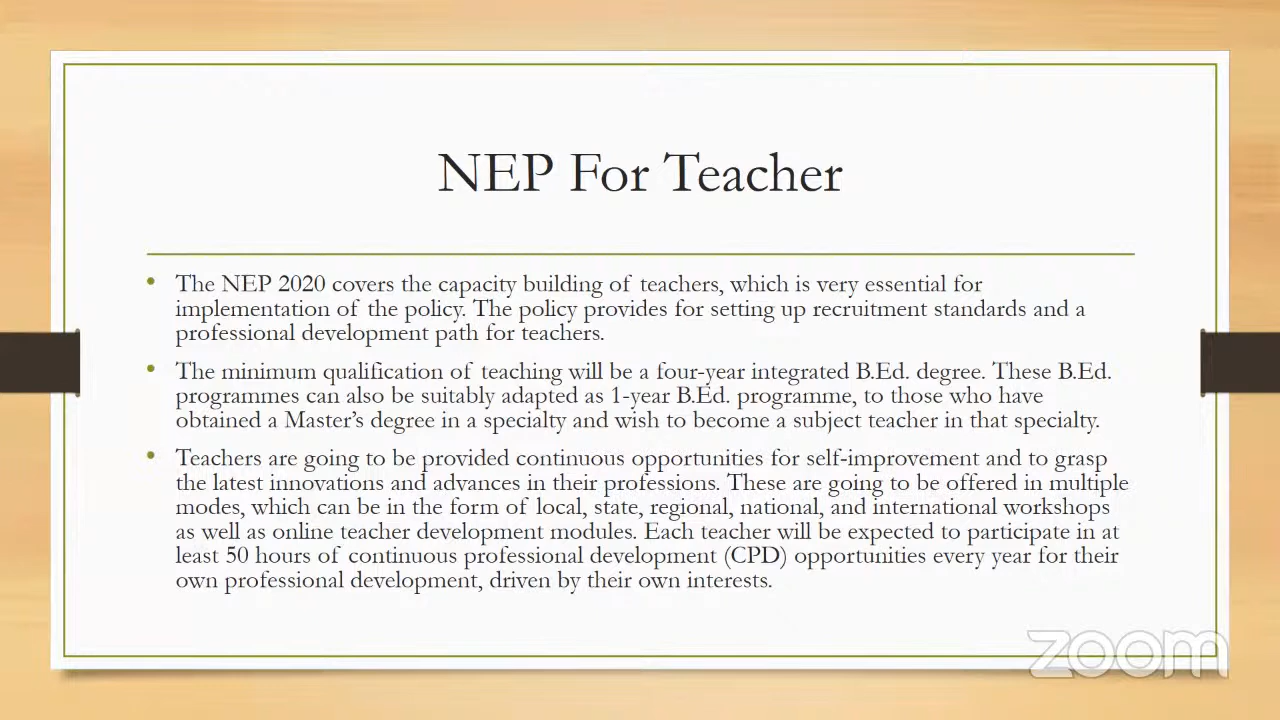 NEP For Teacher
• The NEP 2020 covers the capacity building of teachers, which is very essential for
implementation of the policy. The policy provides for setting up recruitment standards and a
professional development path for teachers.
• The minimum qualification of teaching will be a four-year integrated B.Ed. degree. These B.Ed.
programmes can also be suitably adapted as 1-year B.Ed. programme, to those who have
obtained a Master's degree in a specialty and wish to become a subject teacher in that specialty.
• Teachers are going to be provided continuous opportunities for self-improvement and to grasp
the latest innovations and advances in their professions. These are going to be offered in multiple
modes, which can be in the form of local, state, regional, national, and international workshops
as well as online teacher development modules. Each teacher will be expected to participate in at
least 50 hours of continuous professional development (CPD) opportunities every year for their
own professional development, driven by their own interests.
zoom